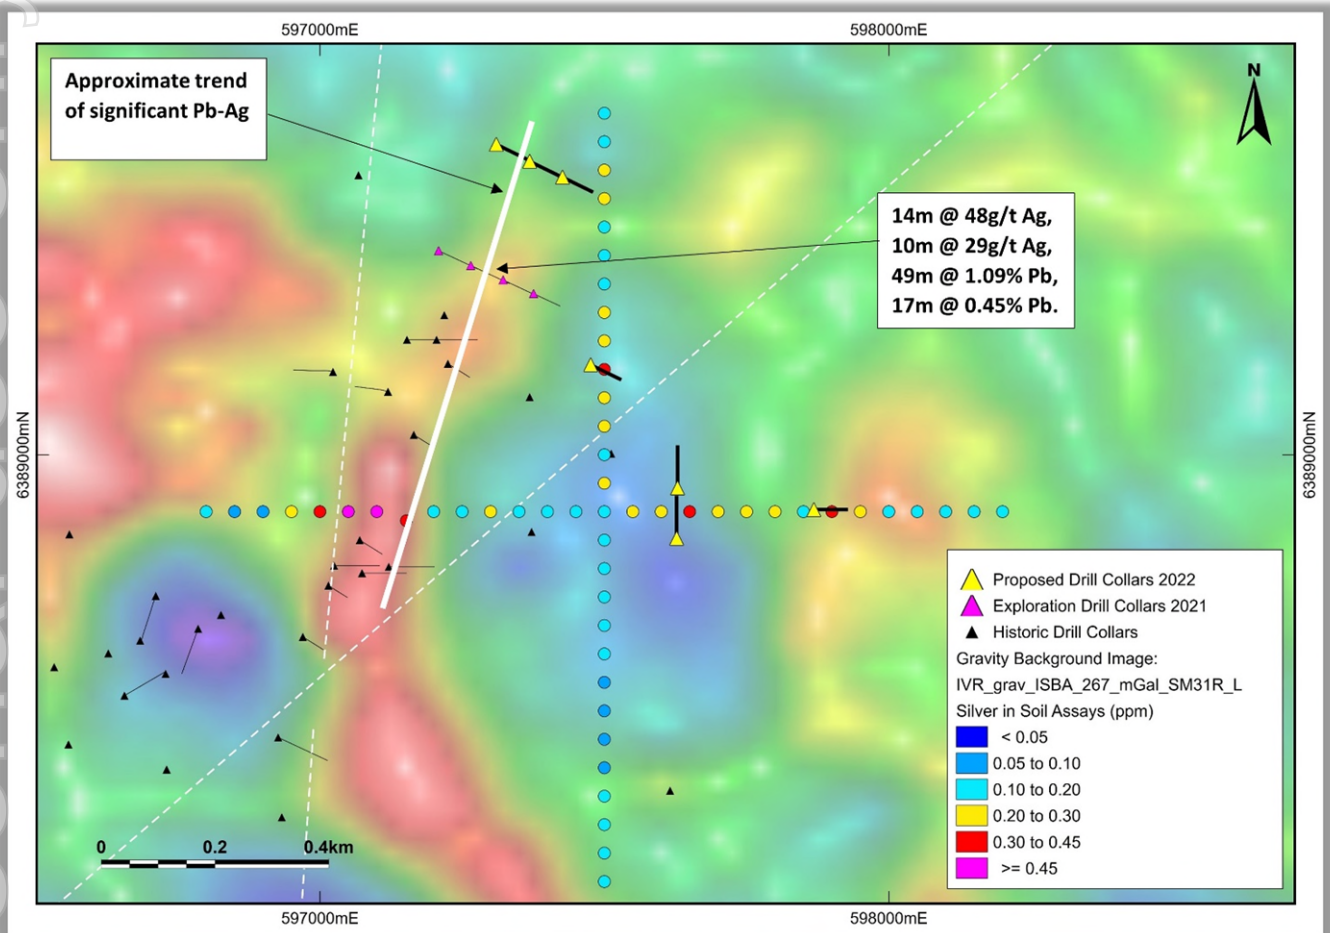 597000mE
598000mE
Approximate trend
of significant Pb-Ag
N
14m @ 48g/t Ag,
10m @ 29g/t Ag,
49m @ 1.09% Pb,
17m @ 0.45% Pb.
6389000mN
6389000mN
Proposed Drill Collars 2022
Exploration Drill Collars 2021
Historic Drill Collars
Gravity Background Image:
IVR_grav_ISBA_267_mGal_SM31R_L
Silver in Soil Assays (ppm)
< 0.05
0.05 to 0.10
0.10 to 0.20
0.20 to 0.30
0.30 to 0.45
>= 0.45
0 0.2 0.4km
597000mE
598000mE